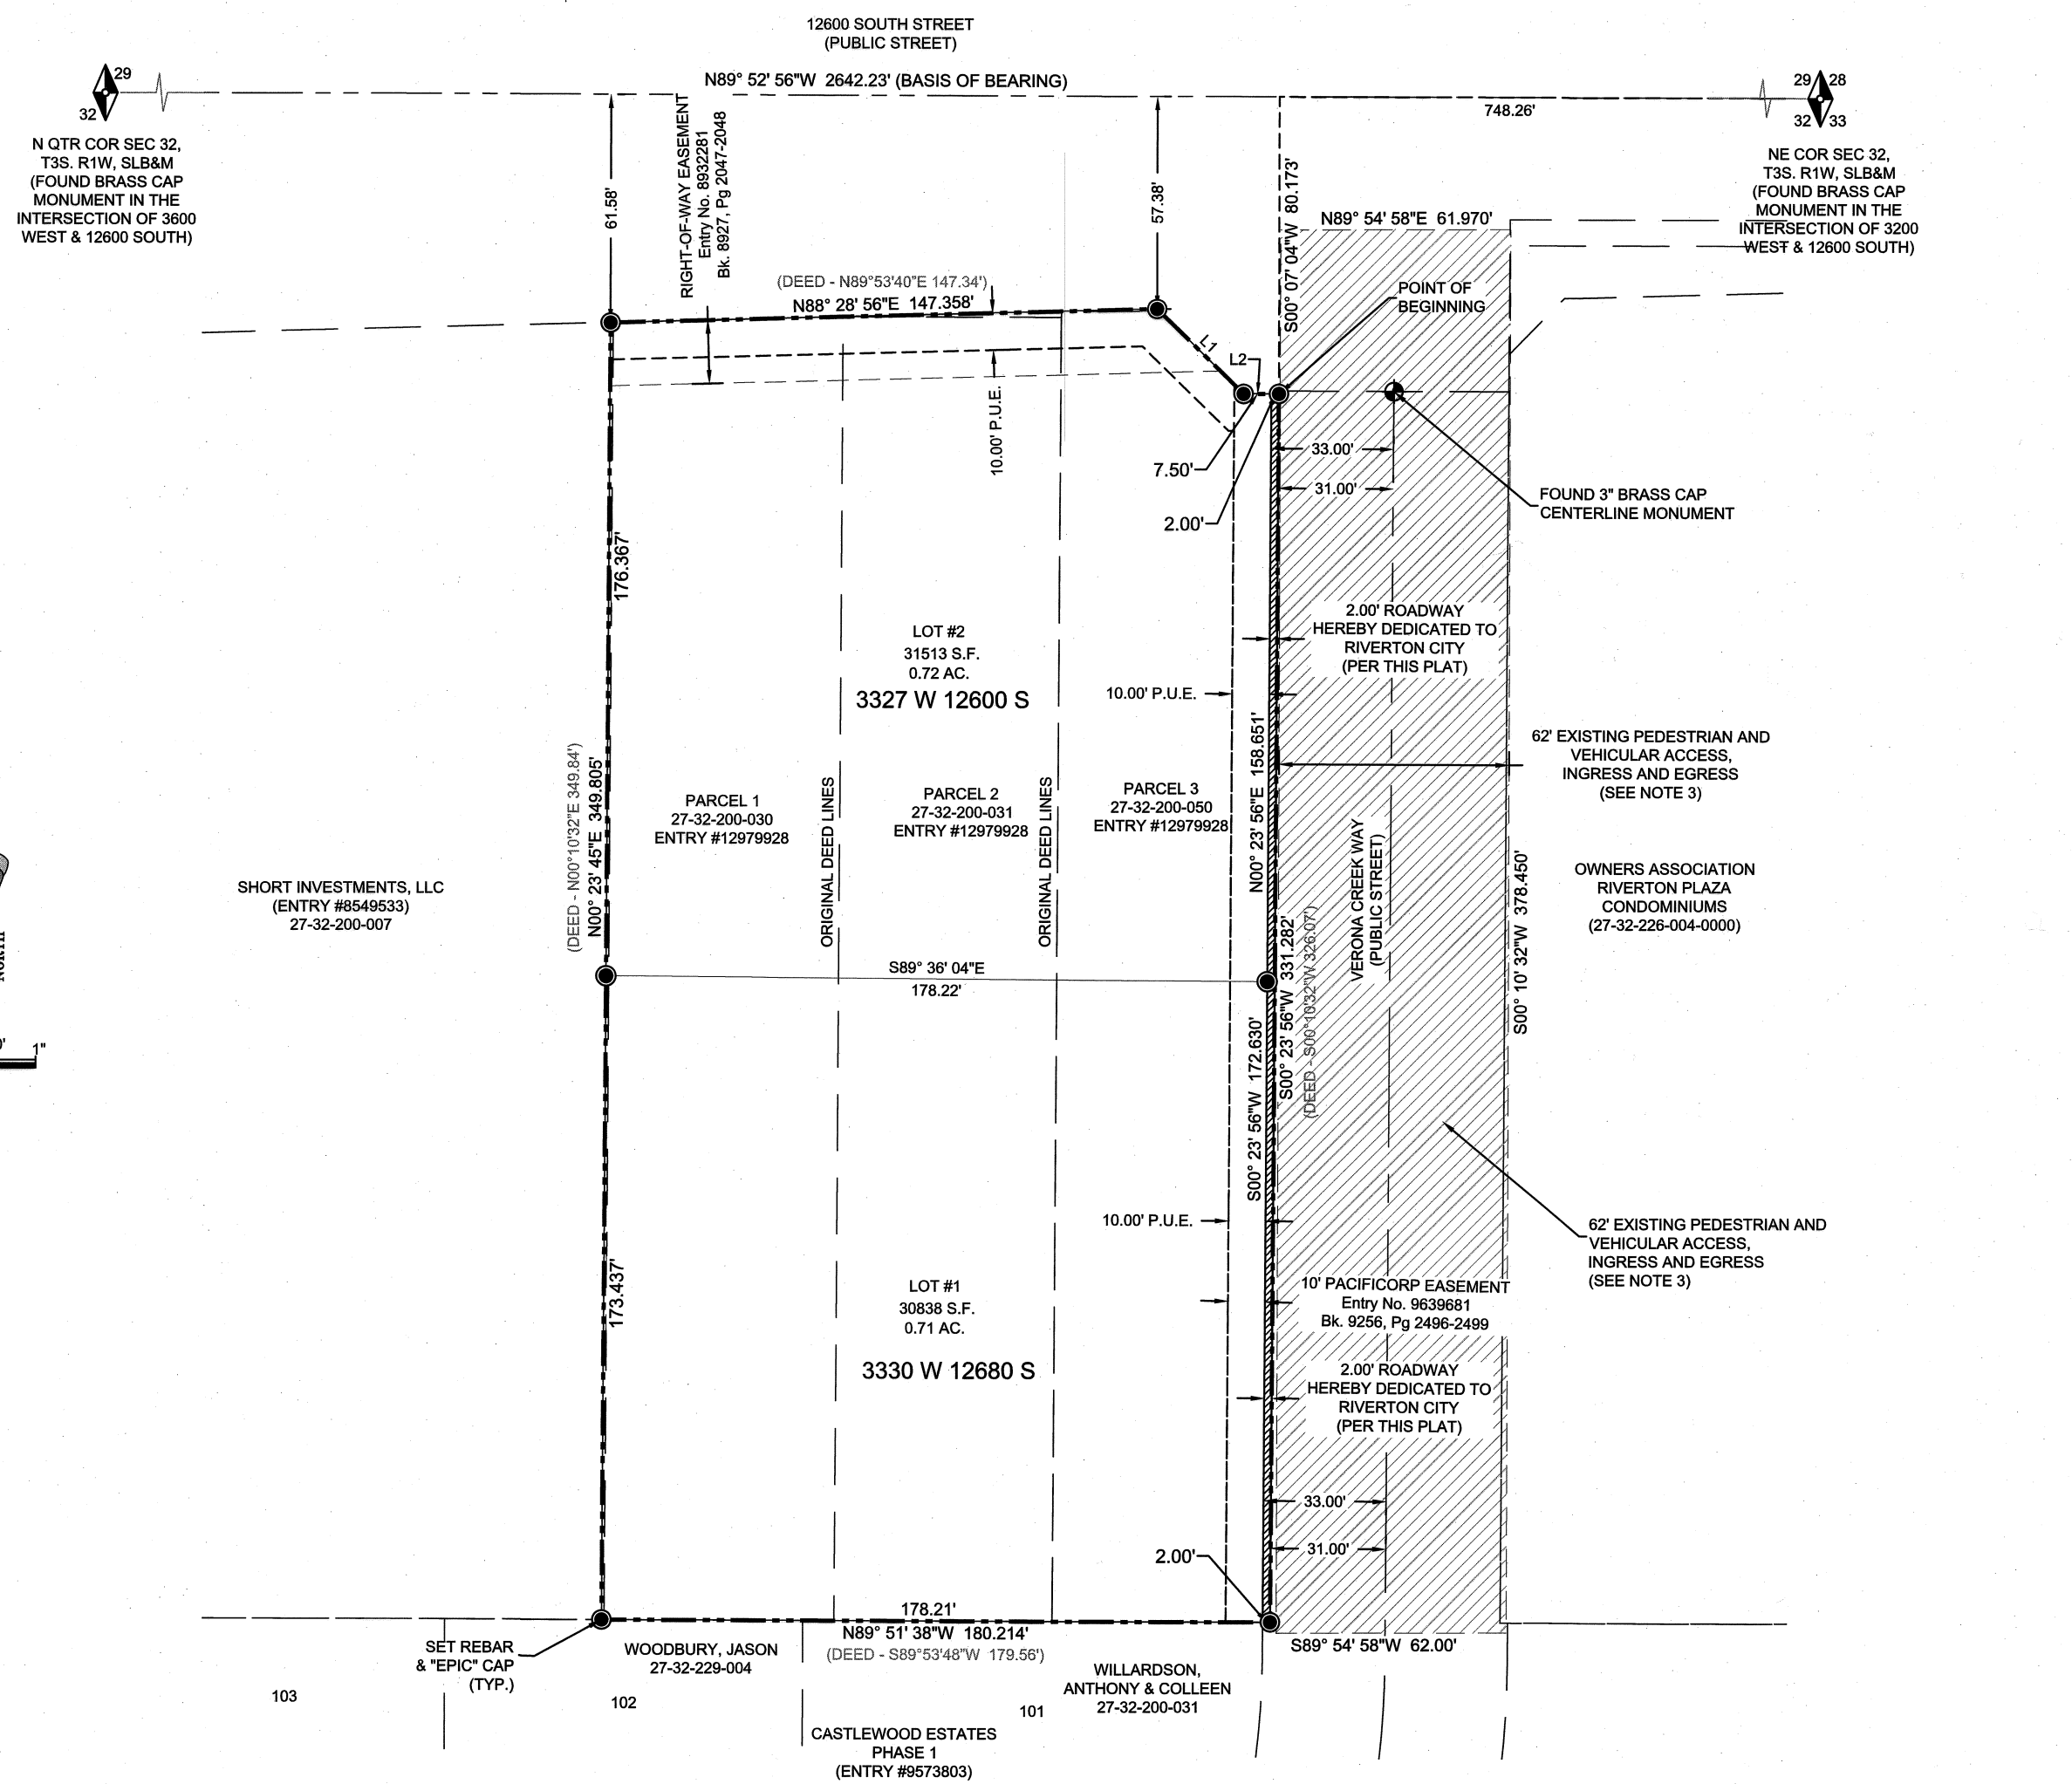 12600 SOUTH STREET
(PUBLIC STREET)
N89° 52' 56"W 2642.23' (BASIS OF BEARING)
29
32
29
28
32
33
748.26'
N QTR COR SEC 32,
T3S. R1W, SLB&M
(FOUND BRASS CAP
MONUMENT IN THE
INTERSECTION OF 3600
WEST & 12600 SOUTH)
NE COR SEC 32,
T3S. R1W, SLB&M
(FOUND BRASS CAP
MONUMENT IN THE
INTERSECTION OF 3200
WEST & 12600 SOUTH)
61.58'
RIGHT-OF-WAY EASEMENT
Entry No. 8932281
Bk. 8927, Pg 2047-2048
57.38'
S00° 07' 04"W 80.173'
N89° 54' 58"E 61.970'
(DEED - N89°53'40"E 147.34')
N88° 28' 56"E 147.358'
POINT OF
BEGINNING
L1
L2
10.00' P.U.E.
7.50'
33.00'
31.00'
2.00'
FOUND 3" BRASS CAP
CENTERLINE MONUMENT
176.367'
LOT #2
31513 S.F.
0.72 AC.
3327 W 12600 S
2.00' ROADWAY
HEREBY DEDICATED TO
RIVERTON CITY
(PER THIS PLAT)
10.00' P.U.E.
62' EXISTING PEDESTRIAN AND
VEHICULAR ACCESS,
INGRESS AND EGRESS
(SEE NOTE 3)
(DEED - N00°10'32"E 349.84')
N00° 23' 45"E 349.805'
PARCEL 1
27-32-200-030
ENTRY #12979928
ORIGINAL DEED LINES
PARCEL 2
27-32-200-031
ENTRY #12979928
ORIGINAL DEED LINES
PARCEL 3
27-32-200-050
ENTRY #12979928
N00° 23' 56"E 158.651'
VERONA CREEK WAY
(PUBLIC STREET)
S00° 10' 32"W 378.450'
OWNERS ASSOCIATION
RIVERTON PLAZA
CONDOMINIUMS
(27-32-226-004-0000)
SHORT INVESTMENTS, LLC
(ENTRY #8549533)
27-32-200-007
NORTH
S89° 36' 04"E
178.22'
S00° 23' 56"W 331.282'
(DEED - S00°10'32"W 326.07')
S00° 23' 56"W 172.630'
1"
10.00' P.U.E.
62' EXISTING PEDESTRIAN AND
VEHICULAR ACCESS,
INGRESS AND EGRESS
(SEE NOTE 3)
173.437'
LOT #1
30838 S.F.
0.71 AC.
3330 W 12680 S
10' PACIFICORP EASEMENT
Entry No. 9639681
Bk. 9256, Pg 2496-2499
2.00' ROADWAY
HEREBY DEDICATED TO
RIVERTON CITY
(PER THIS PLAT)
33.00'
31.00'
2.00'
178.21'
N89° 51' 38"W 180.214'
(DEED - S89°53'48"W 179.56')
S89° 54' 58"W 62.00'
SET REBAR
& "EPIC" CAP
(TYP.)
WOODBURY, JASON
27-32-229-004
WILLARDSON,
ANTHONY & COLLEEN
27-32-200-031
103
102
101
CASTLEWOOD ESTATES
PHASE 1
(ENTRY #9573803)